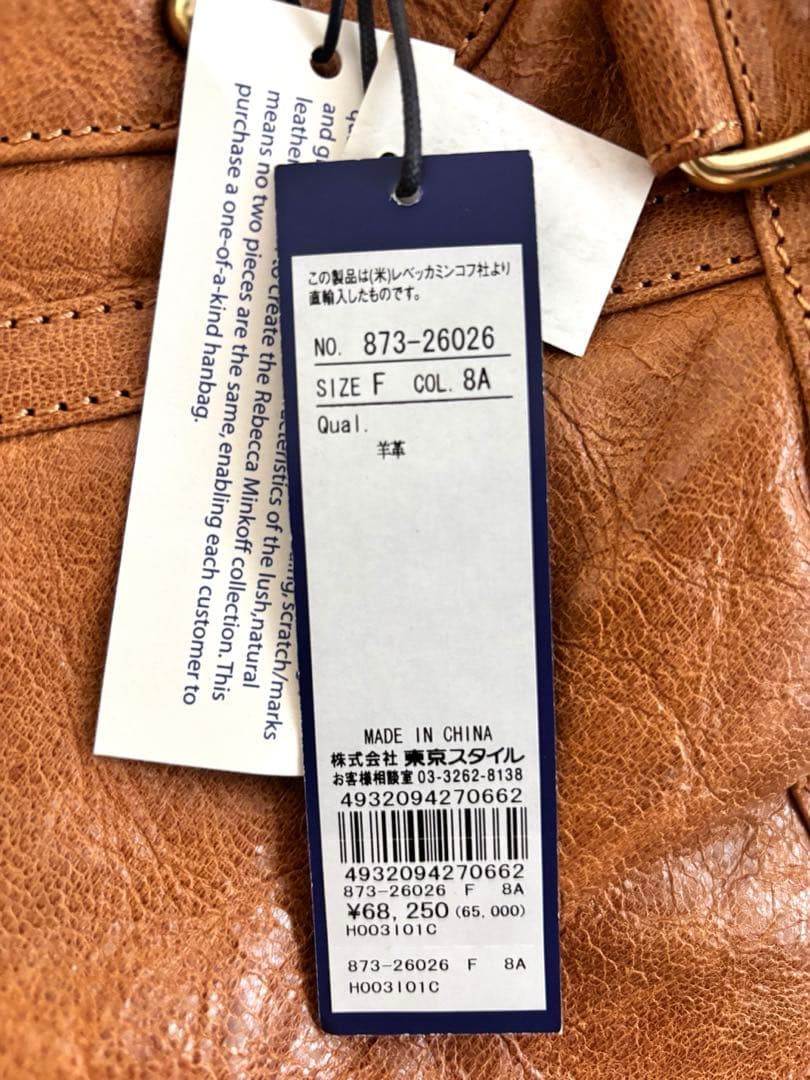 この製品は(米)レベッカミンコフ社より
直輸入したものです。
NO. 873-26026
SIZE F COL. 8A
Qual.
羊革
MADE IN CHINA
株式会社 東京スタイル
お客様相談室 03-3262-8138
4932094270662
4932094270662
873-26026 F 8A
¥68,250 (65,000)
H003I01C
873-26026 F 8A
H003I01C
and
leather
scratch/marks
characteristics of the lush,natural
to create the Rebecca Minkoff collection. This
means no two pieces are the same, enabling each customer to
purchase a one-of-a-kind hanbag.